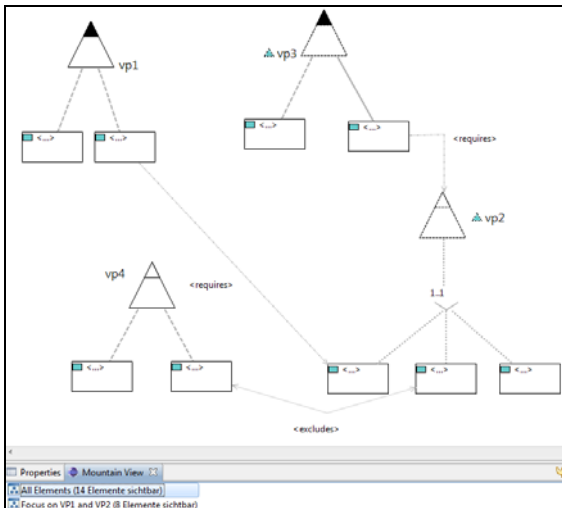 vp1
vp3
<...>
<...>
<...>
<...>
<requires>
vp2
vp4
<requires>
1..1
<...>
<...>
<...>
<...>
<...>
<excludes>
Properties
Mountain View
All Elements (14 Elemente sichtbar)
Focus on VP1 and VP2 (8 Elemente sichtbar)